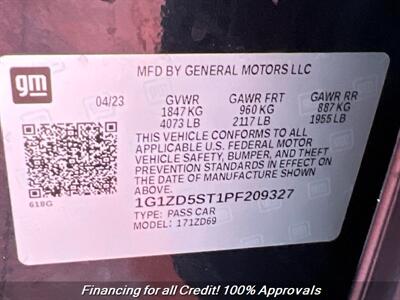 gm
MFD BY GENERAL MOTORS LLC
04/23 GVWR GAWR FRT GAWR RR
1847 KG 960 KG 887 KG
4073 LB 2117 LB 1955 LB
THIS VEHICLE CONFORMS TO ALL
APPLICABLE U.S. FEDERAL MOTOR
VEHICLE SAFETY, BUMPER, AND THEFT
PREVENTION STANDARDS IN EFFECT ON
THE DATE OF MANUFACTURE SHOWN ABOVE.
618G
1G1ZD5ST1PF209327
TYPE: PASS CAR
MODEL: 171ZD69
Financing for all Credit! 100% Approvals